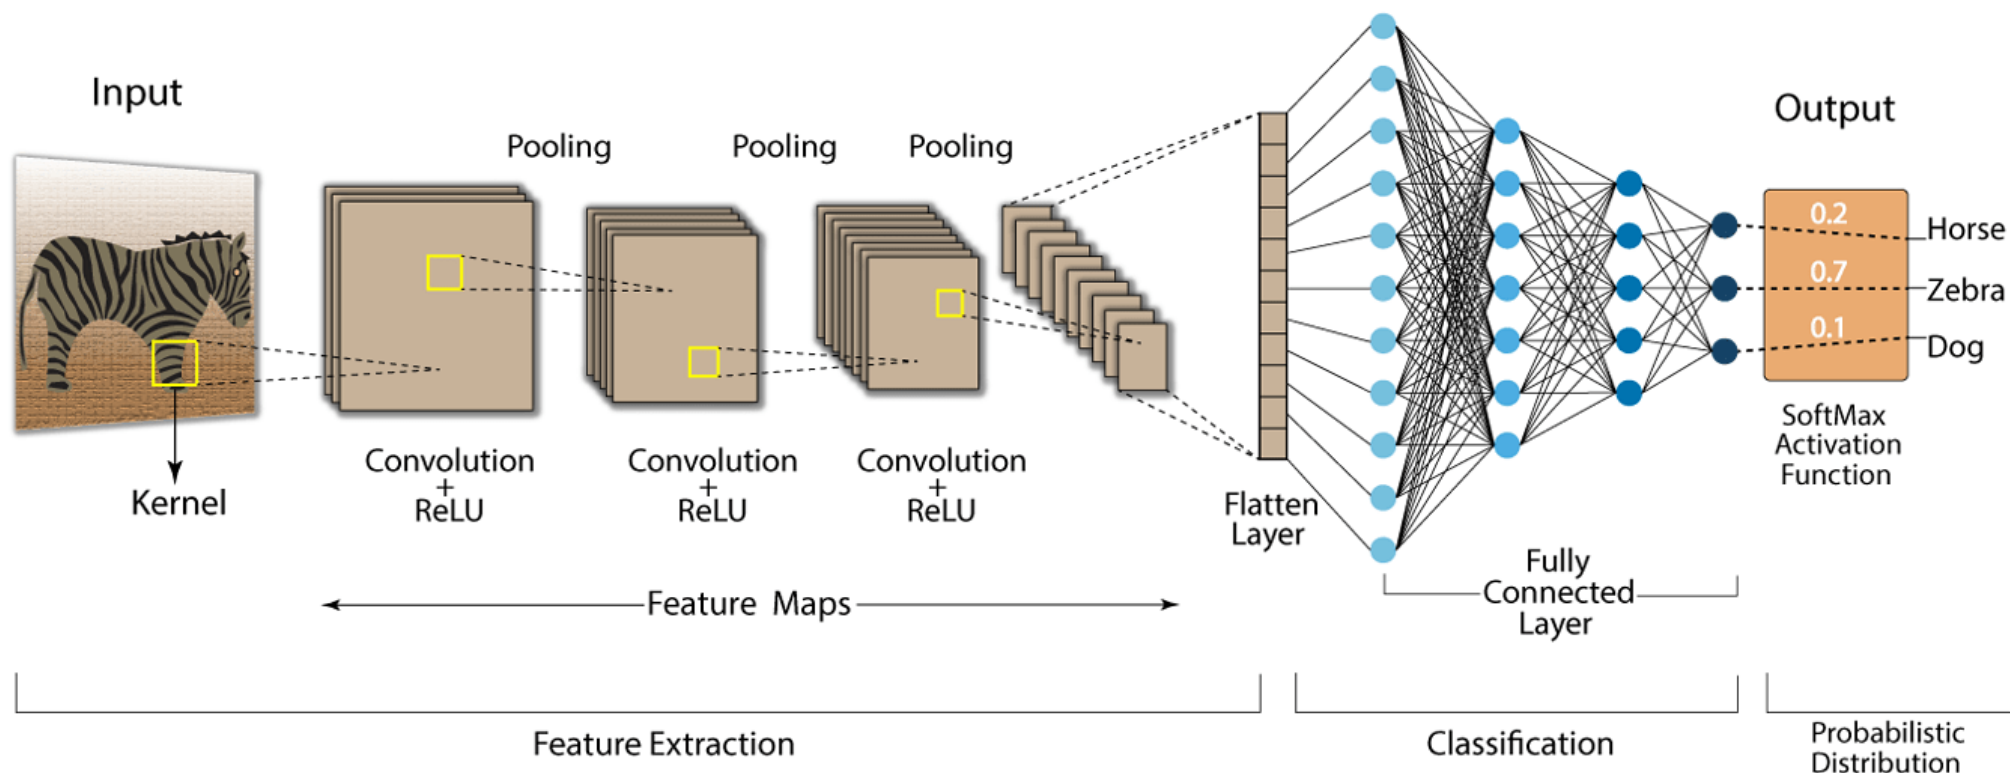 Input
Pooling
Pooling
Pooling
Output
0.2
Horse
0.7
Zebra
0.1
Dog
SoftMax
Activation
Function
Kernel
Convolution
+
ReLU
Convolution
+
ReLU
Convolution
+
ReLU
Flatten
Layer
Fully
Connected
Layer
Feature Maps
Feature Extraction
Classification
Probabilistic
Distribution